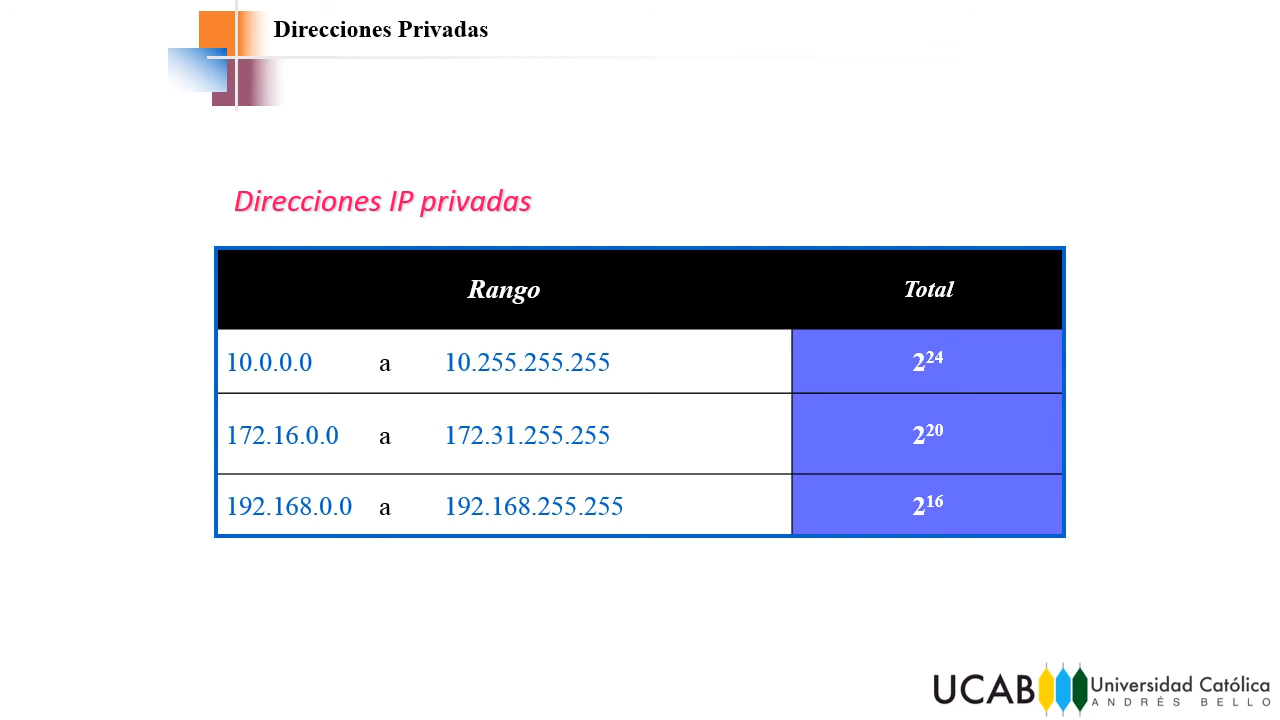 Direcciones Privadas
Direcciones IP privadas
Rango Total
10.0.0.0 a 10.255.255.255 2²⁴
172.16.0.0 a 172.31.255.255 2²⁰
192.168.0.0 a 192.168.255.255 2¹⁶
UCAB Universidad Católica
ANDRÉS BELLO